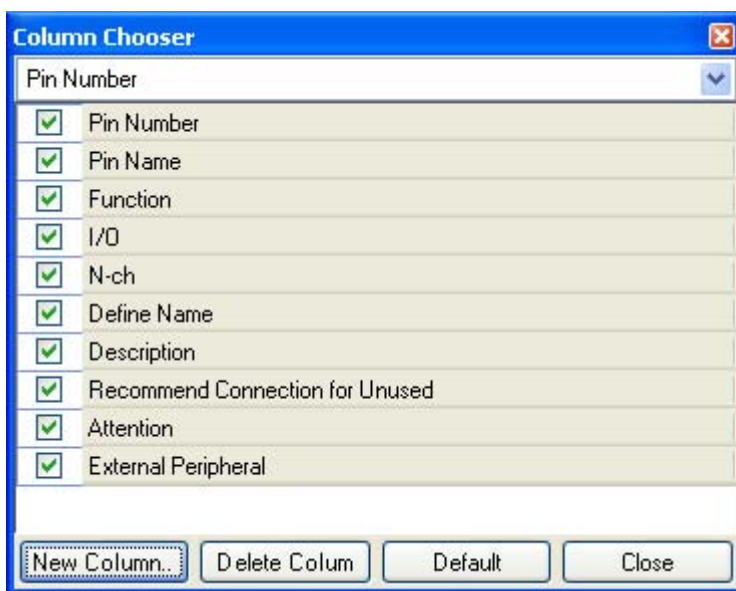 Column Chooser
Pin Number
Pin Number
Pin Name
Function
I/O
N-ch
Define Name
Description
Recommend Connection for Unused
Attention
External Peripheral
New Column.. Delete Colum Default Close